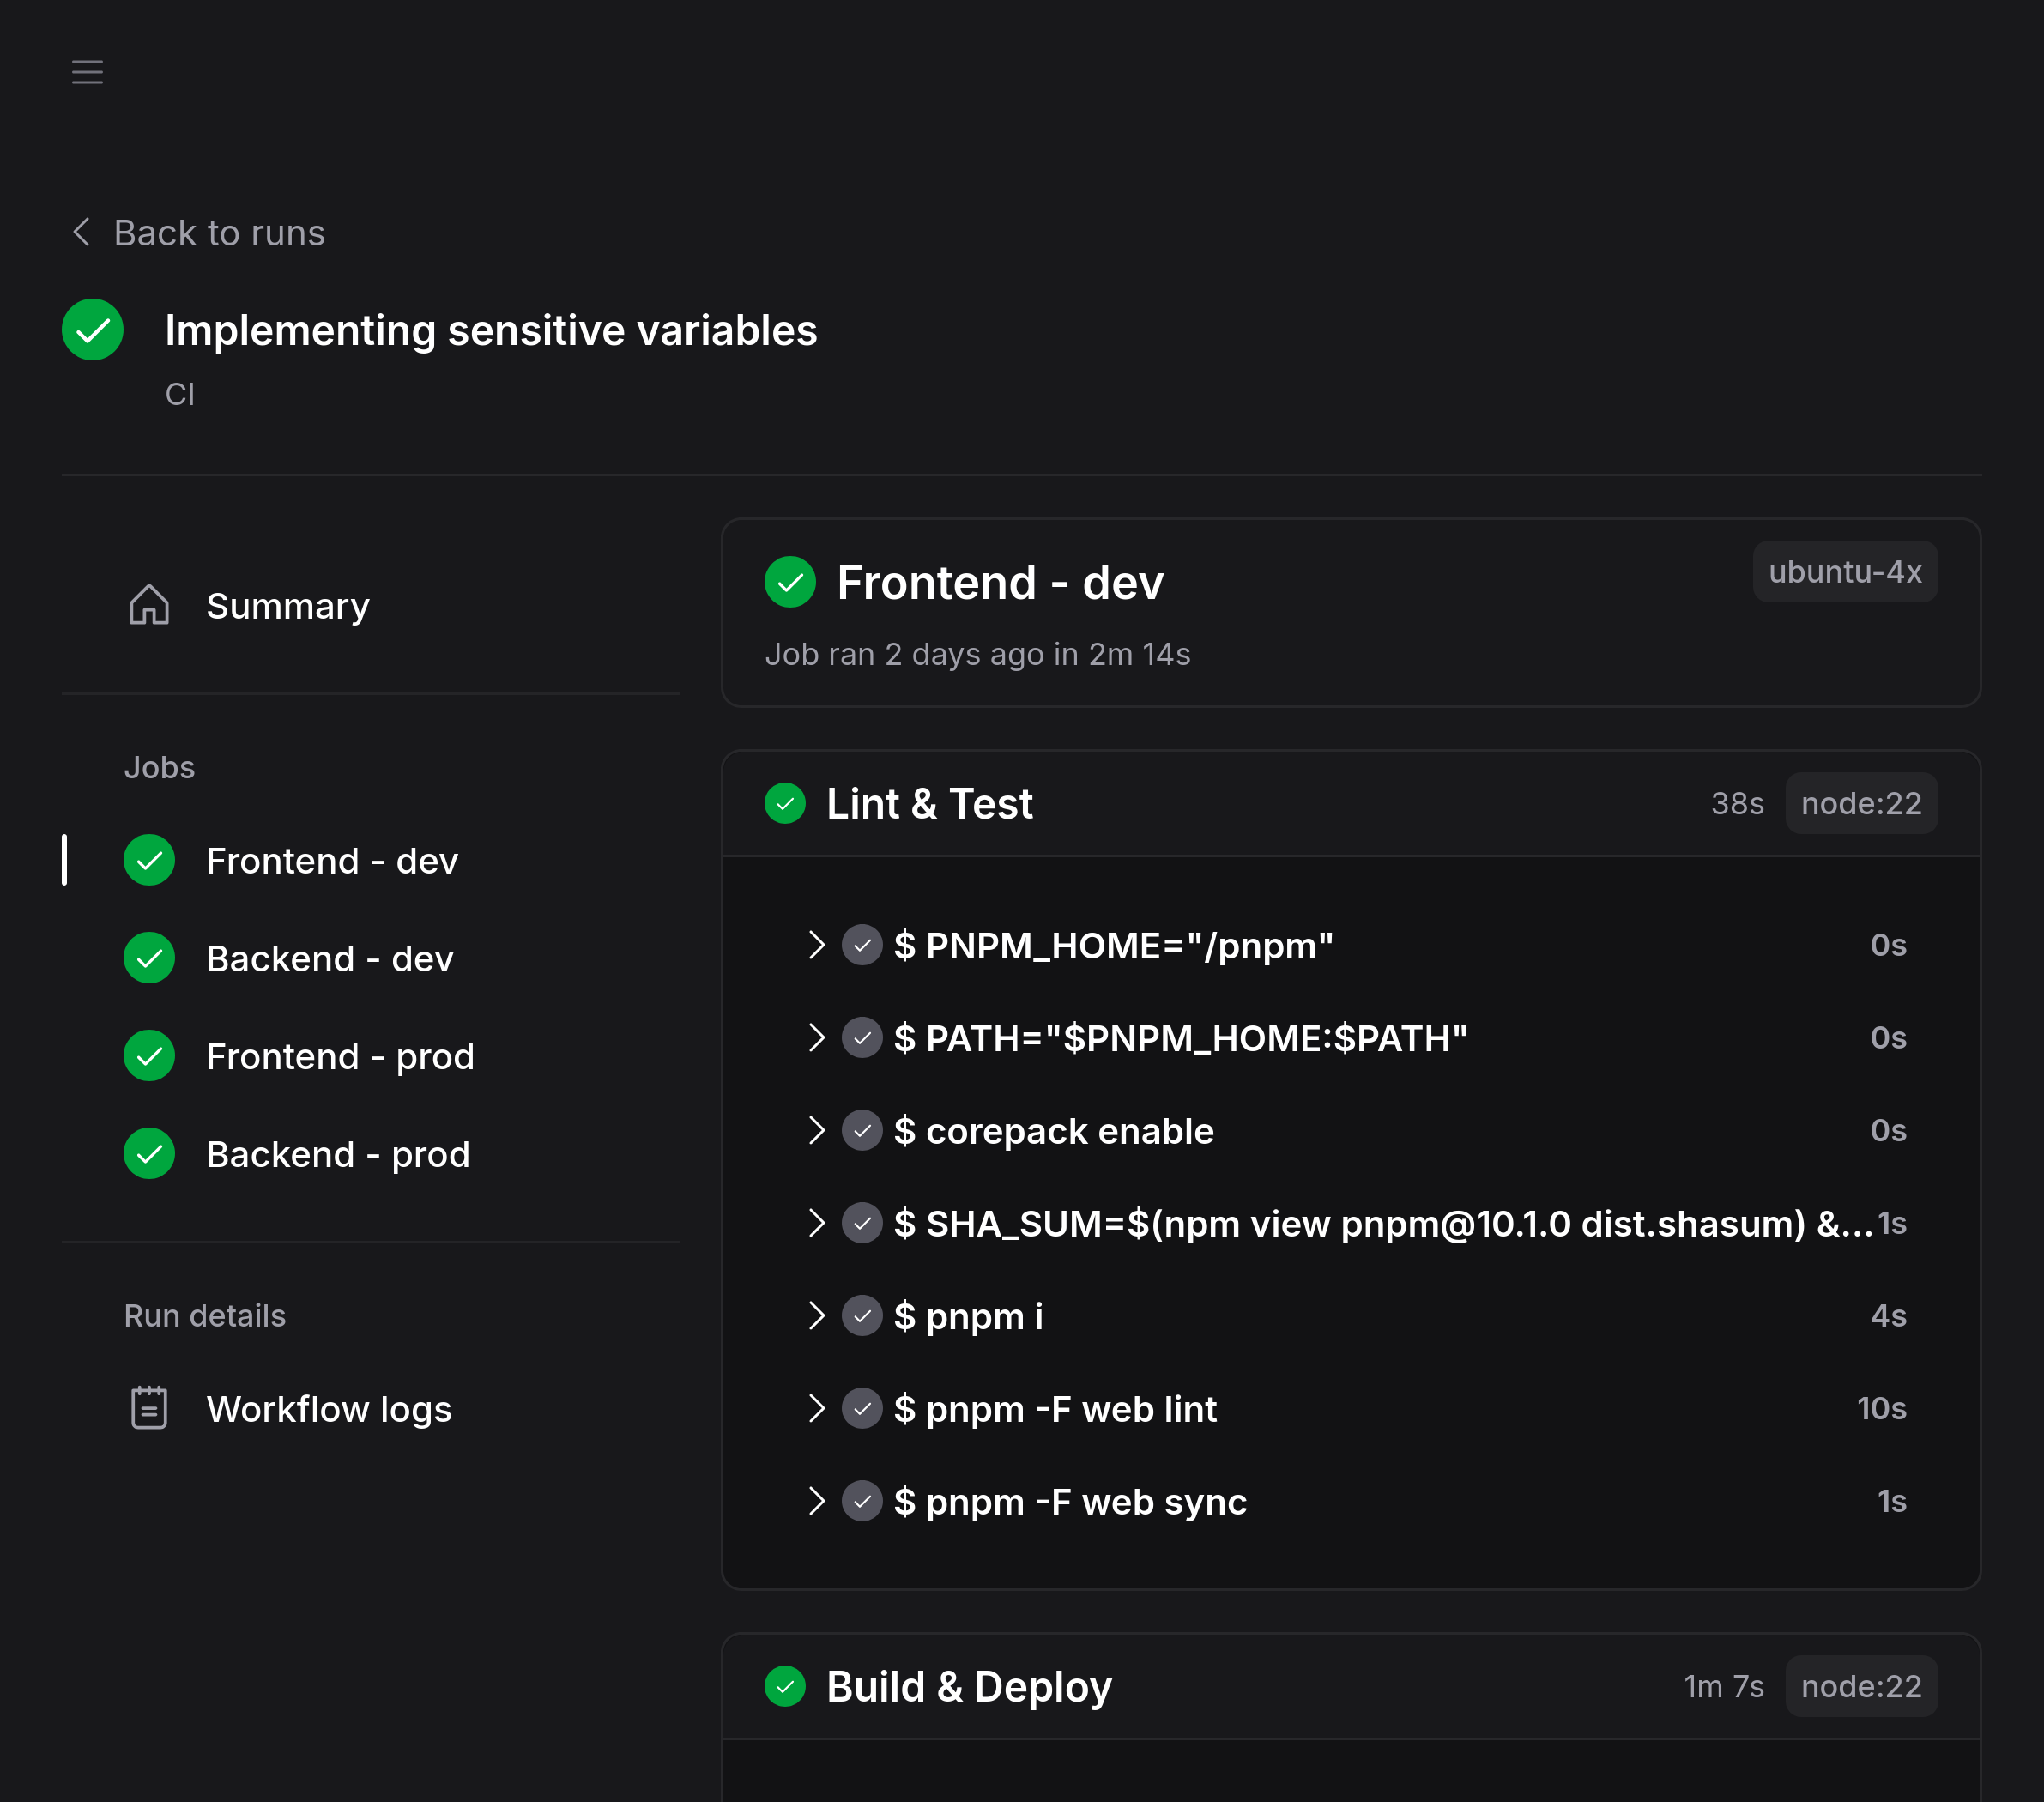 Back to runs
Implementing sensitive variables
CI
Summary
Jobs
Frontend - dev
Backend - dev
Frontend - prod
Backend - prod
Run details
Workflow logs
Frontend - dev
ubuntu-4x
Job ran 2 days ago in 2m 14s
Lint & Test 38s node:22
$ PNPM_HOME="/pnpm" 0s
$ PATH="$PNPM_HOME:$PATH" 0s
$ corepack enable 0s
$ SHA_SUM=$(npm view pnpm@10.1.0 dist.shasum) &... 1s
$ pnpm i 4s
$ pnpm -F web lint 10s
$ pnpm -F web sync 1s
Build & Deploy 1m 7s node:22